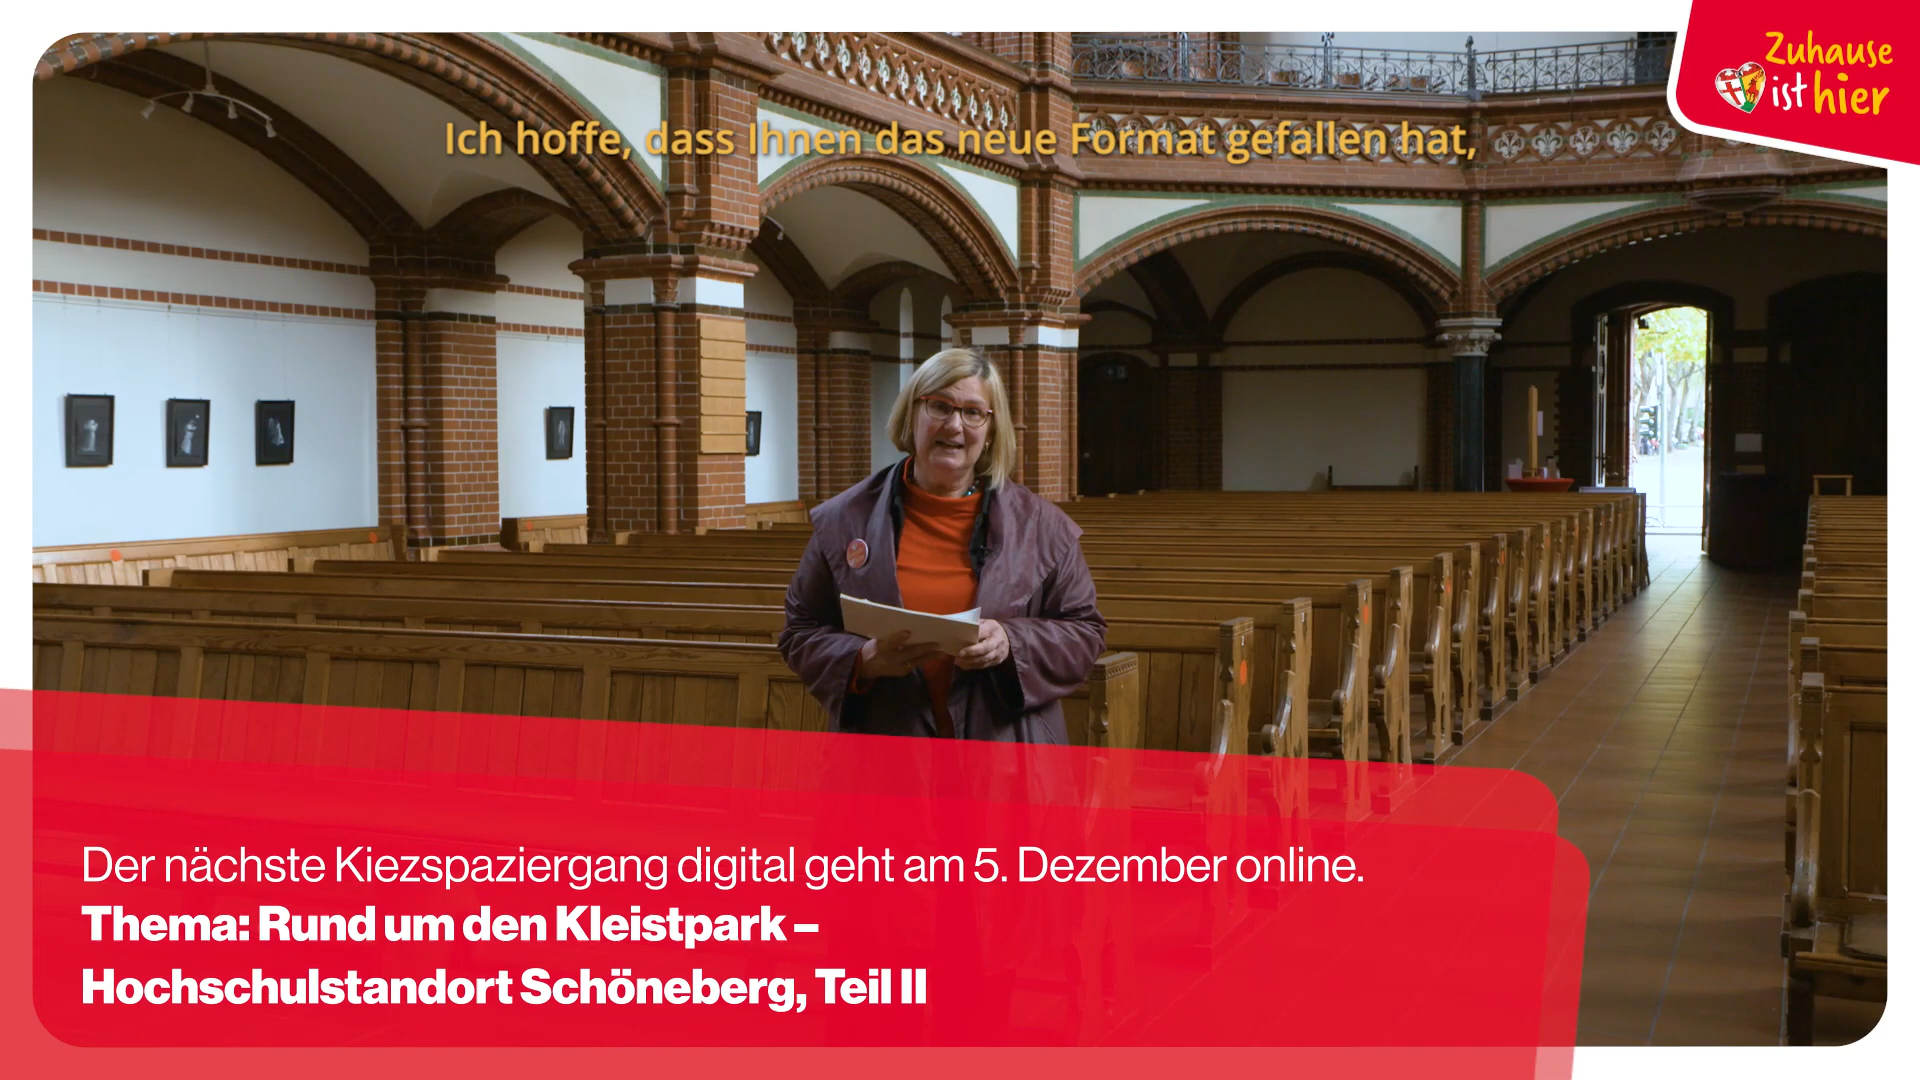 Zuhause
ist hier
Ich hoffe, dass Ihnen das neue Format gefallen hat,
Der nächste Kiezspaziergang digital geht am 5. Dezember online.
Thema: Rund um den Kleistpark –
Hochschulstandort Schöneberg, Teil II